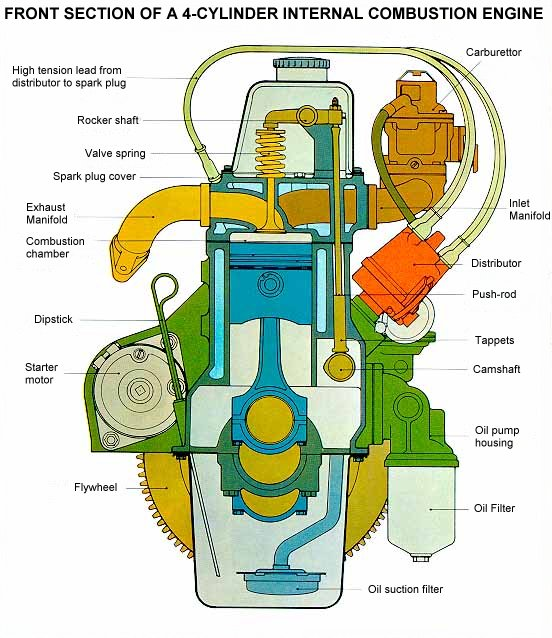 FRONT SECTION OF A 4-CYLINDER INTERNAL COMBUSTION ENGINE
Carburettor
High tension lead from
distributor to spark plug
Rocker shaft
Valve spring
Spark plug cover
Exhaust
Manifold
Inlet
Manifold
Combustion
chamber
Distributor
Push-rod
Dipstick
Tappets
Starter
motor
Camshaft
Oil pump
housing
Flywheel
Oil Filter
Oil suction filter